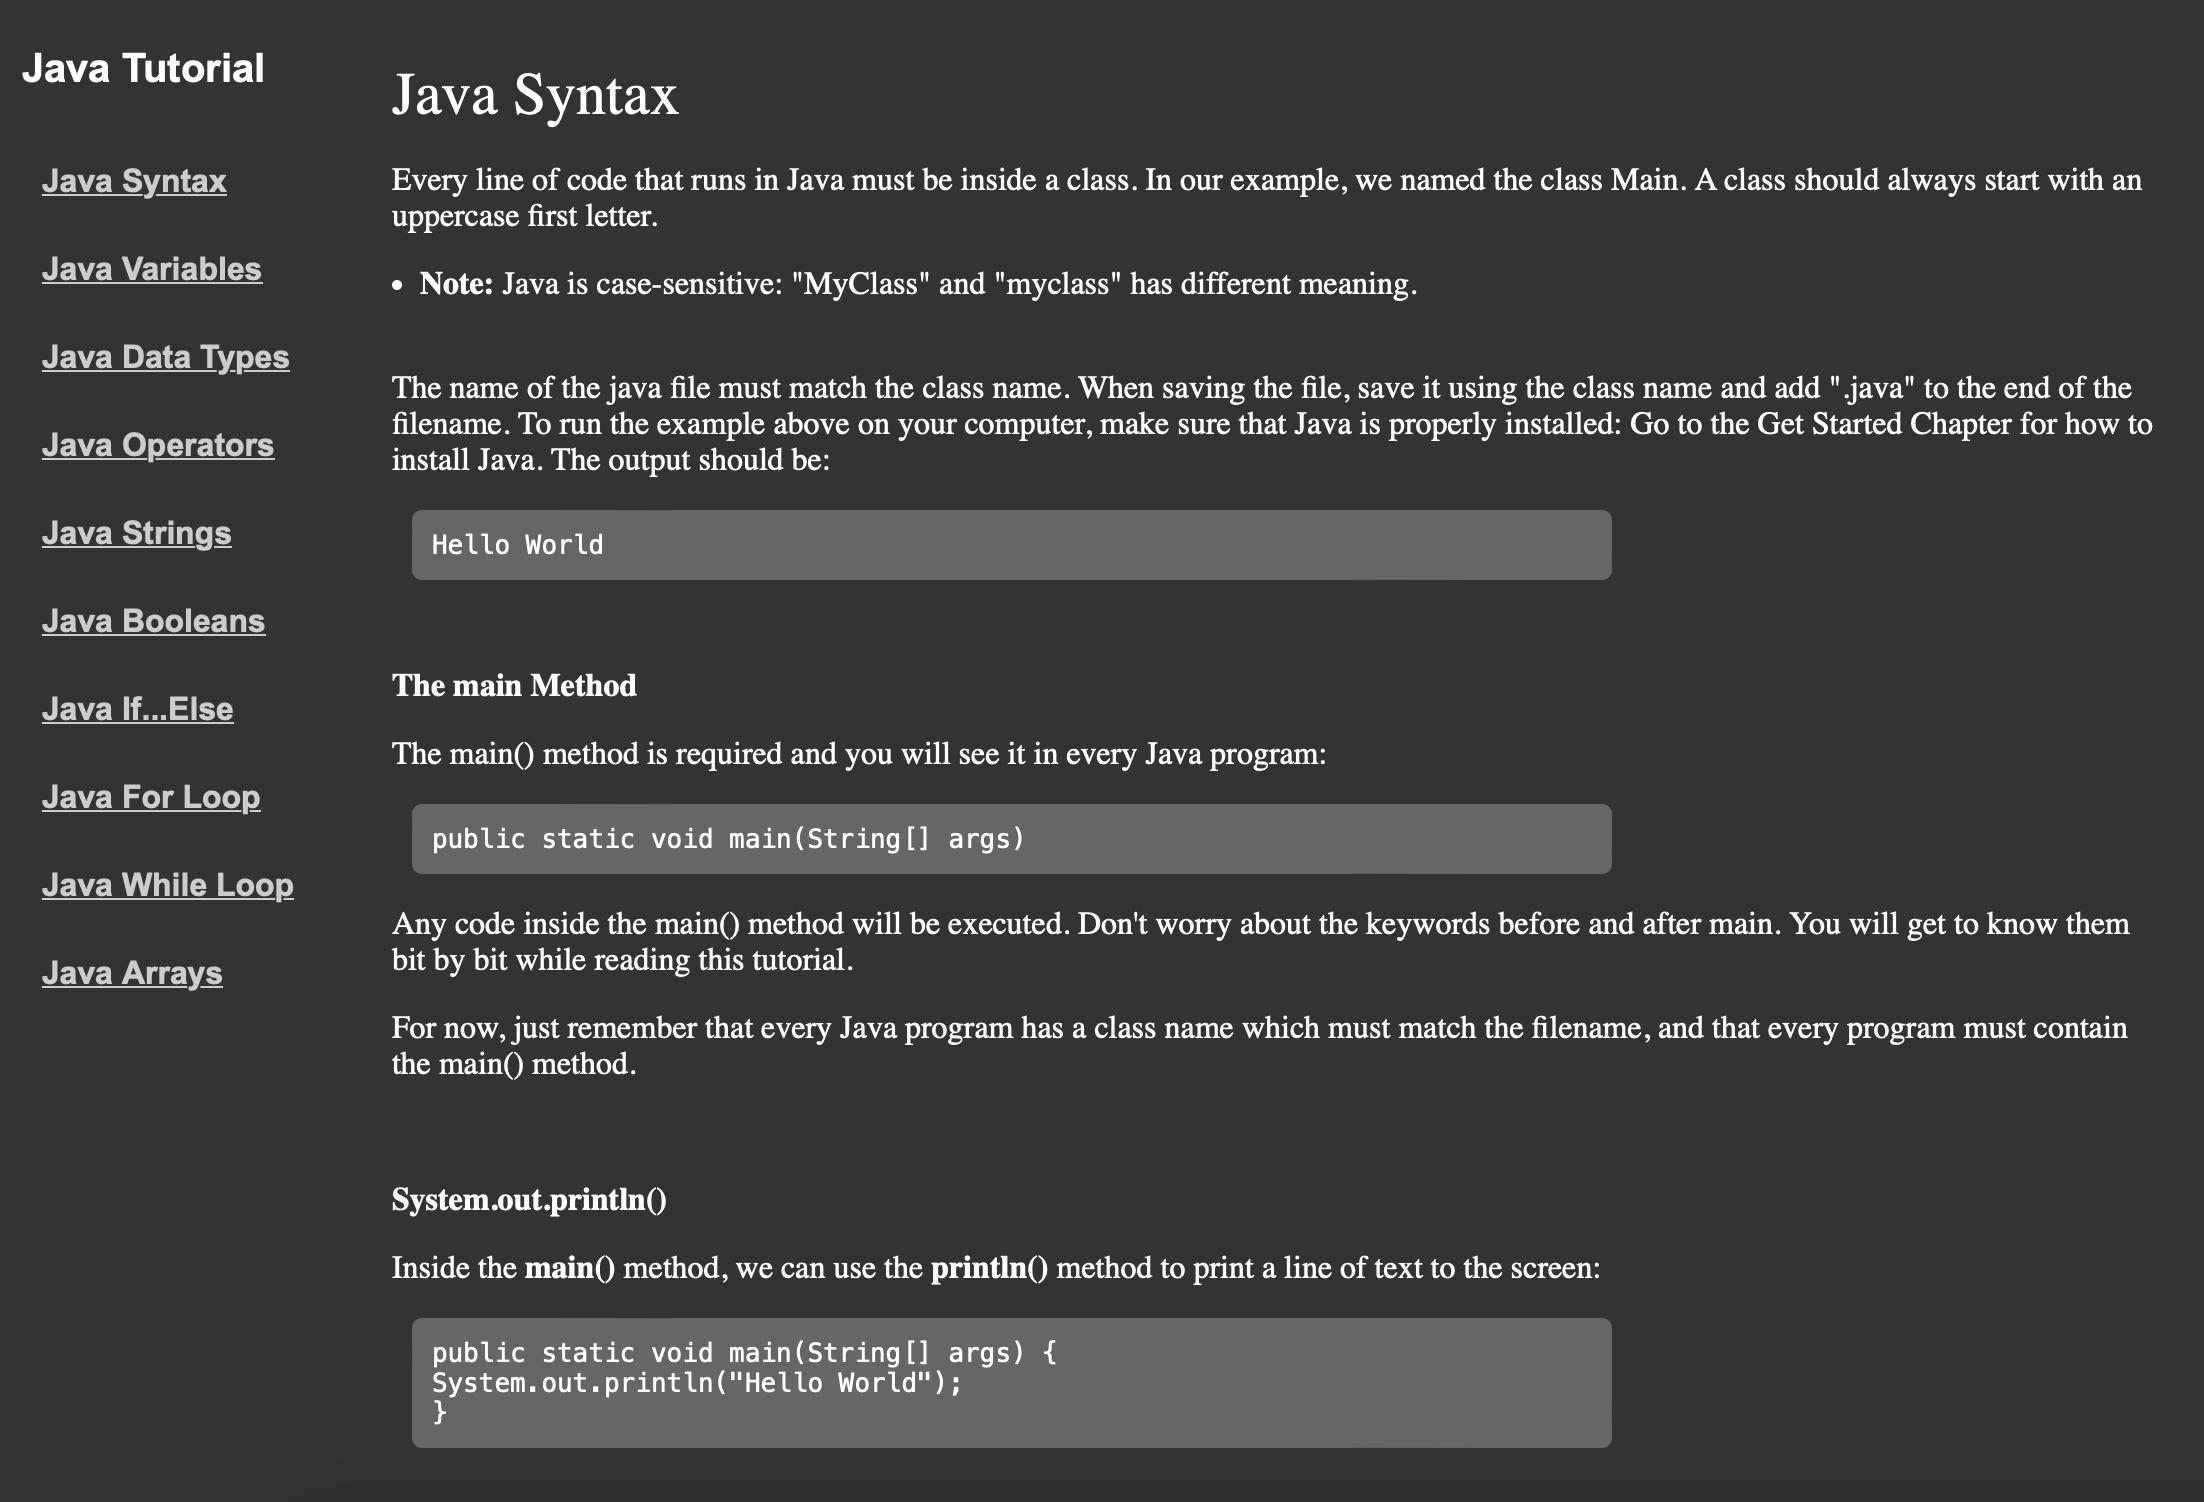 Java Tutorial
Java Syntax
Java Variables
Java Data Types
Java Operators
Java Strings
Java Booleans
Java If...Else
Java For Loop
Java While Loop
Java Arrays
Java Syntax
Every line of code that runs in Java must be inside a class. In our example, we named the class Main. A class should always start with an
uppercase first letter.
• Note: Java is case-sensitive: "MyClass" and "myclass" has different meaning.
The name of the java file must match the class name. When saving the file, save it using the class name and add ".java" to the end of the
filename. To run the example above on your computer, make sure that Java is properly installed: Go to the Get Started Chapter for how to
install Java. The output should be:
Hello World
The main Method
The main() method is required and you will see it in every Java program:
public static void main(String[] args)
Any code inside the main() method will be executed. Don't worry about the keywords before and after main. You will get to know them
bit by bit while reading this tutorial.
For now, just remember that every Java program has a class name which must match the filename, and that every program must contain
the main() method.
System.out.println()
Inside the main() method, we can use the println() method to print a line of text to the screen:
public static void main(String[] args) {
System.out.println("Hello World");
}